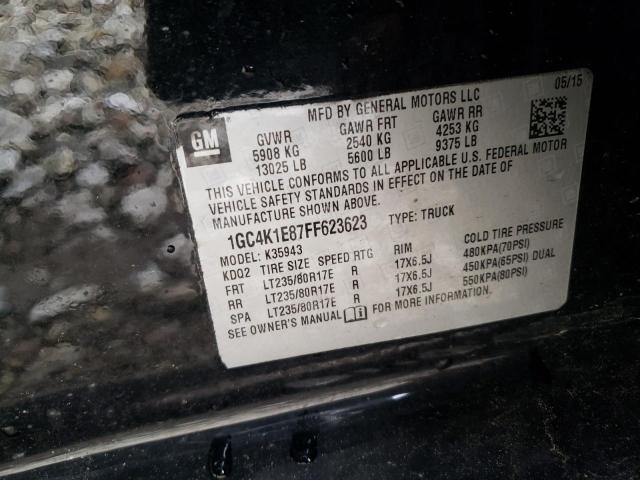 MFD BY GENERAL MOTORS LLC 05/15
GM
GVWR GAWR FRT GAWR RR
5908 KG 2540 KG 4253 KG
13025 LB 5600 LB 9375 LB
THIS VEHICLE CONFORMS TO ALL APPLICABLE U.S. FEDERAL MOTOR
VEHICLE SAFETY STANDARDS IN EFFECT ON THE DATE OF
MANUFACTURE SHOWN ABOVE.
1GC4K1E87FF623623 TYPE: TRUCK
MODEL: K35943
KDQ2 TIRE SIZE SPEED RTG RIM COLD TIRE PRESSURE
FRT LT235/80R17E R 17X6.5J 480KPA(70PSI)
RR LT235/80R17E R 17X6.5J 450KPA(65PSI) DUAL
SPA LT235/80R17E R 17X6.5J 550KPA(80PSI)
SEE OWNER'S MANUAL FOR MORE INFORMATION.